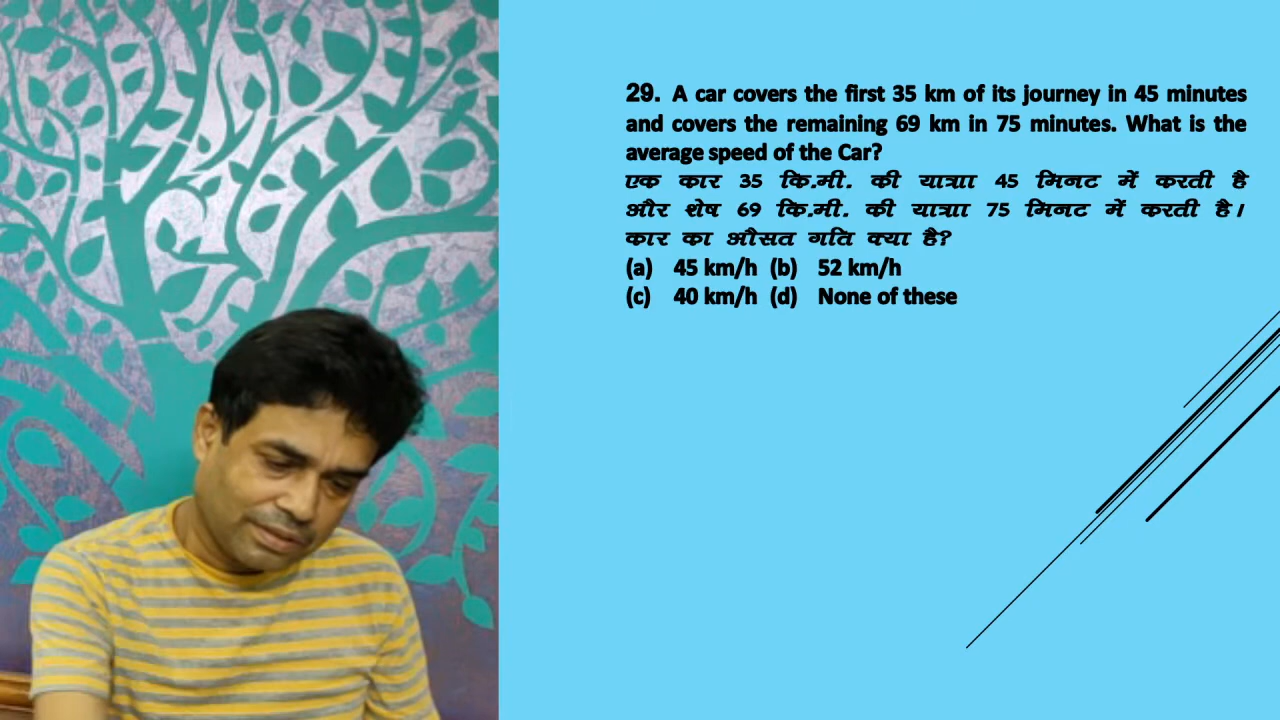 29. A car covers the first 35 km of its journey in 45 minutes
and covers the remaining 69 km in 75 minutes. What is the
average speed of the Car?
एक कार 35 कि.मी. की यात्राा 45 मिनट में करती है
और शेष 69 कि.मी. की यात्राा 75 मिनट में करती है।
कार का औसत गति क्या है?
(a) 45 km/h (b) 52 km/h
(c) 40 km/h (d) None of these